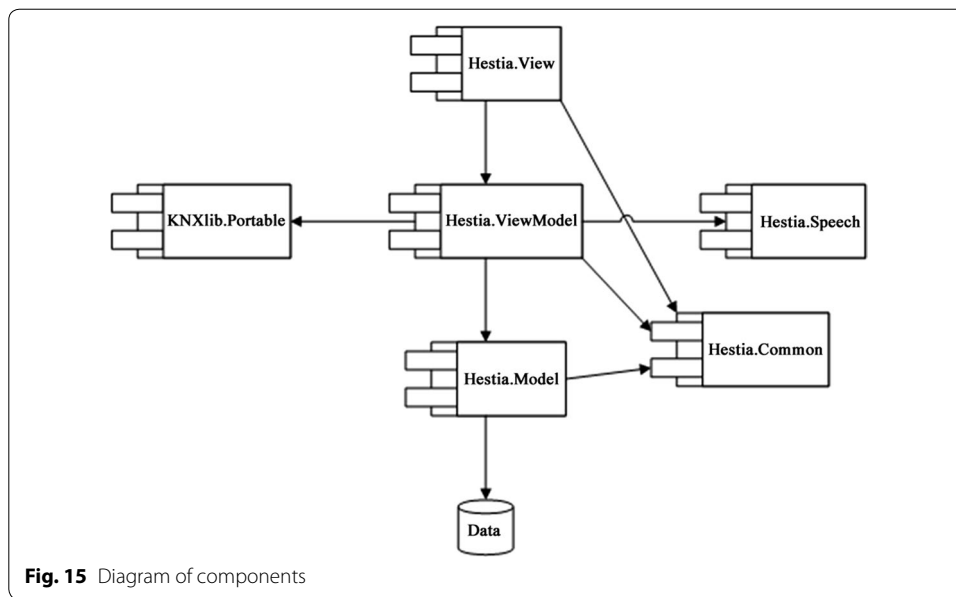 Hestia.View
KNXlib.Portable
Hestia.ViewModel
Hestia.Speech
Hestia.Common
Hestia.Model
Data
Fig. 15 Diagram of components